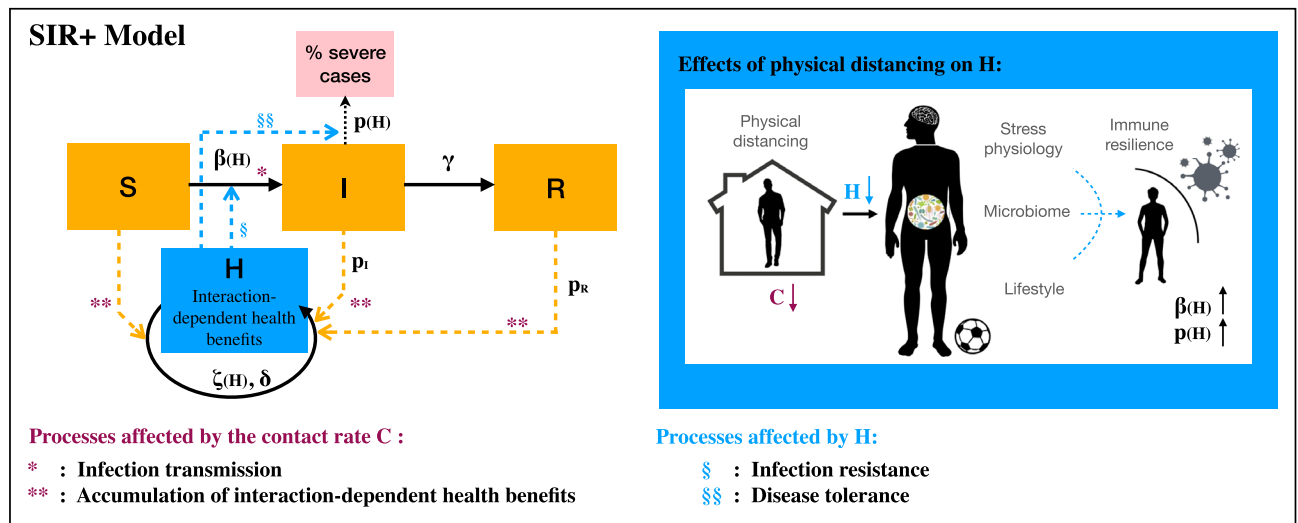 SIR+ Model
% severe
cases
§§
p(H)
β(H)
*
γ
S
I
R
§
H
Interaction-
dependent health
benefits
pI
pR
**
**
**
ζ(H), δ
Processes affected by the contact rate C :
* : Infection transmission
** : Accumulation of interaction-dependent health benefits
Effects of physical distancing on H:
Physical
distancing
H
C
Stress
physiology
Microbiome
Lifestyle
Immune
resilience
β(H)
p(H)
Processes affected by H:
§ : Infection resistance
§§ : Disease tolerance